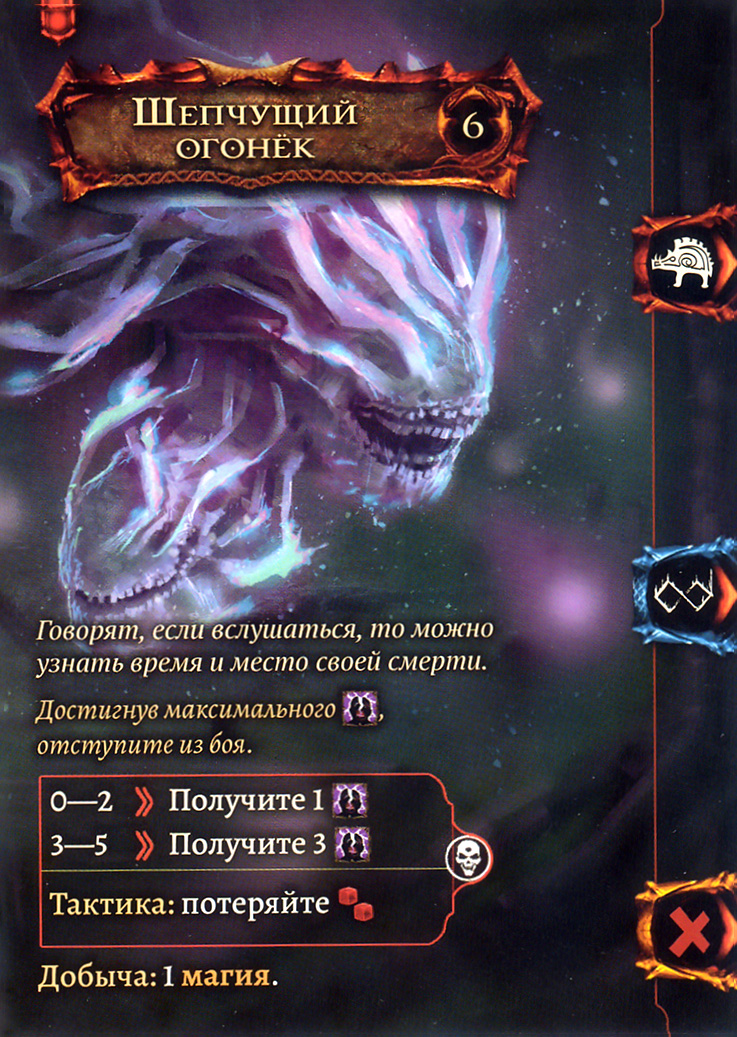 Шепчущий
огонёк
6
Говорят, если вслушаться, то можно
узнать время и место своей смерти.
Достигнув максимального ,
отступите из боя.
0—2 Получите 1
3—5 Получите 3
Тактика: потеряйте
Добыча: 1 магия.